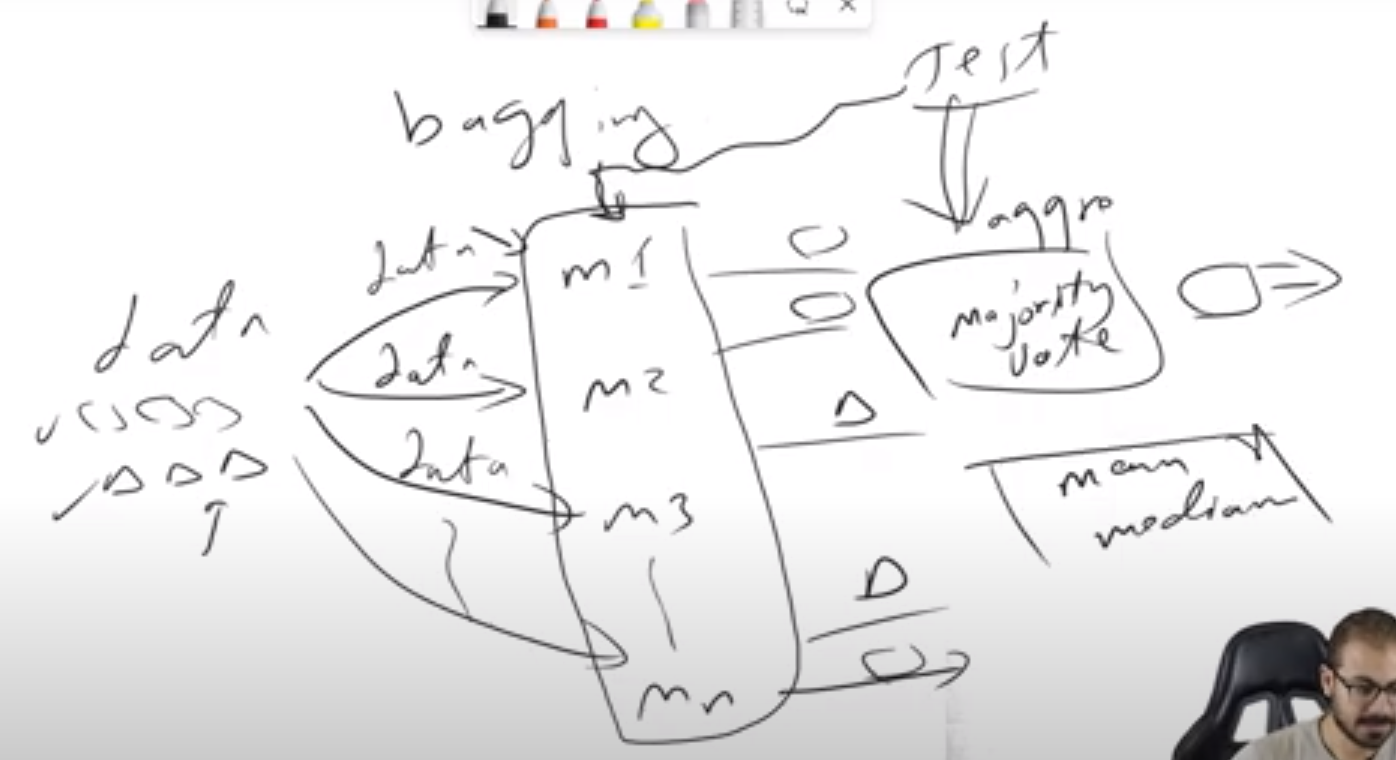 Test
bagging
aggre
data
m1
majority
vote
data
data
m2
mean
median
data
m3
mn